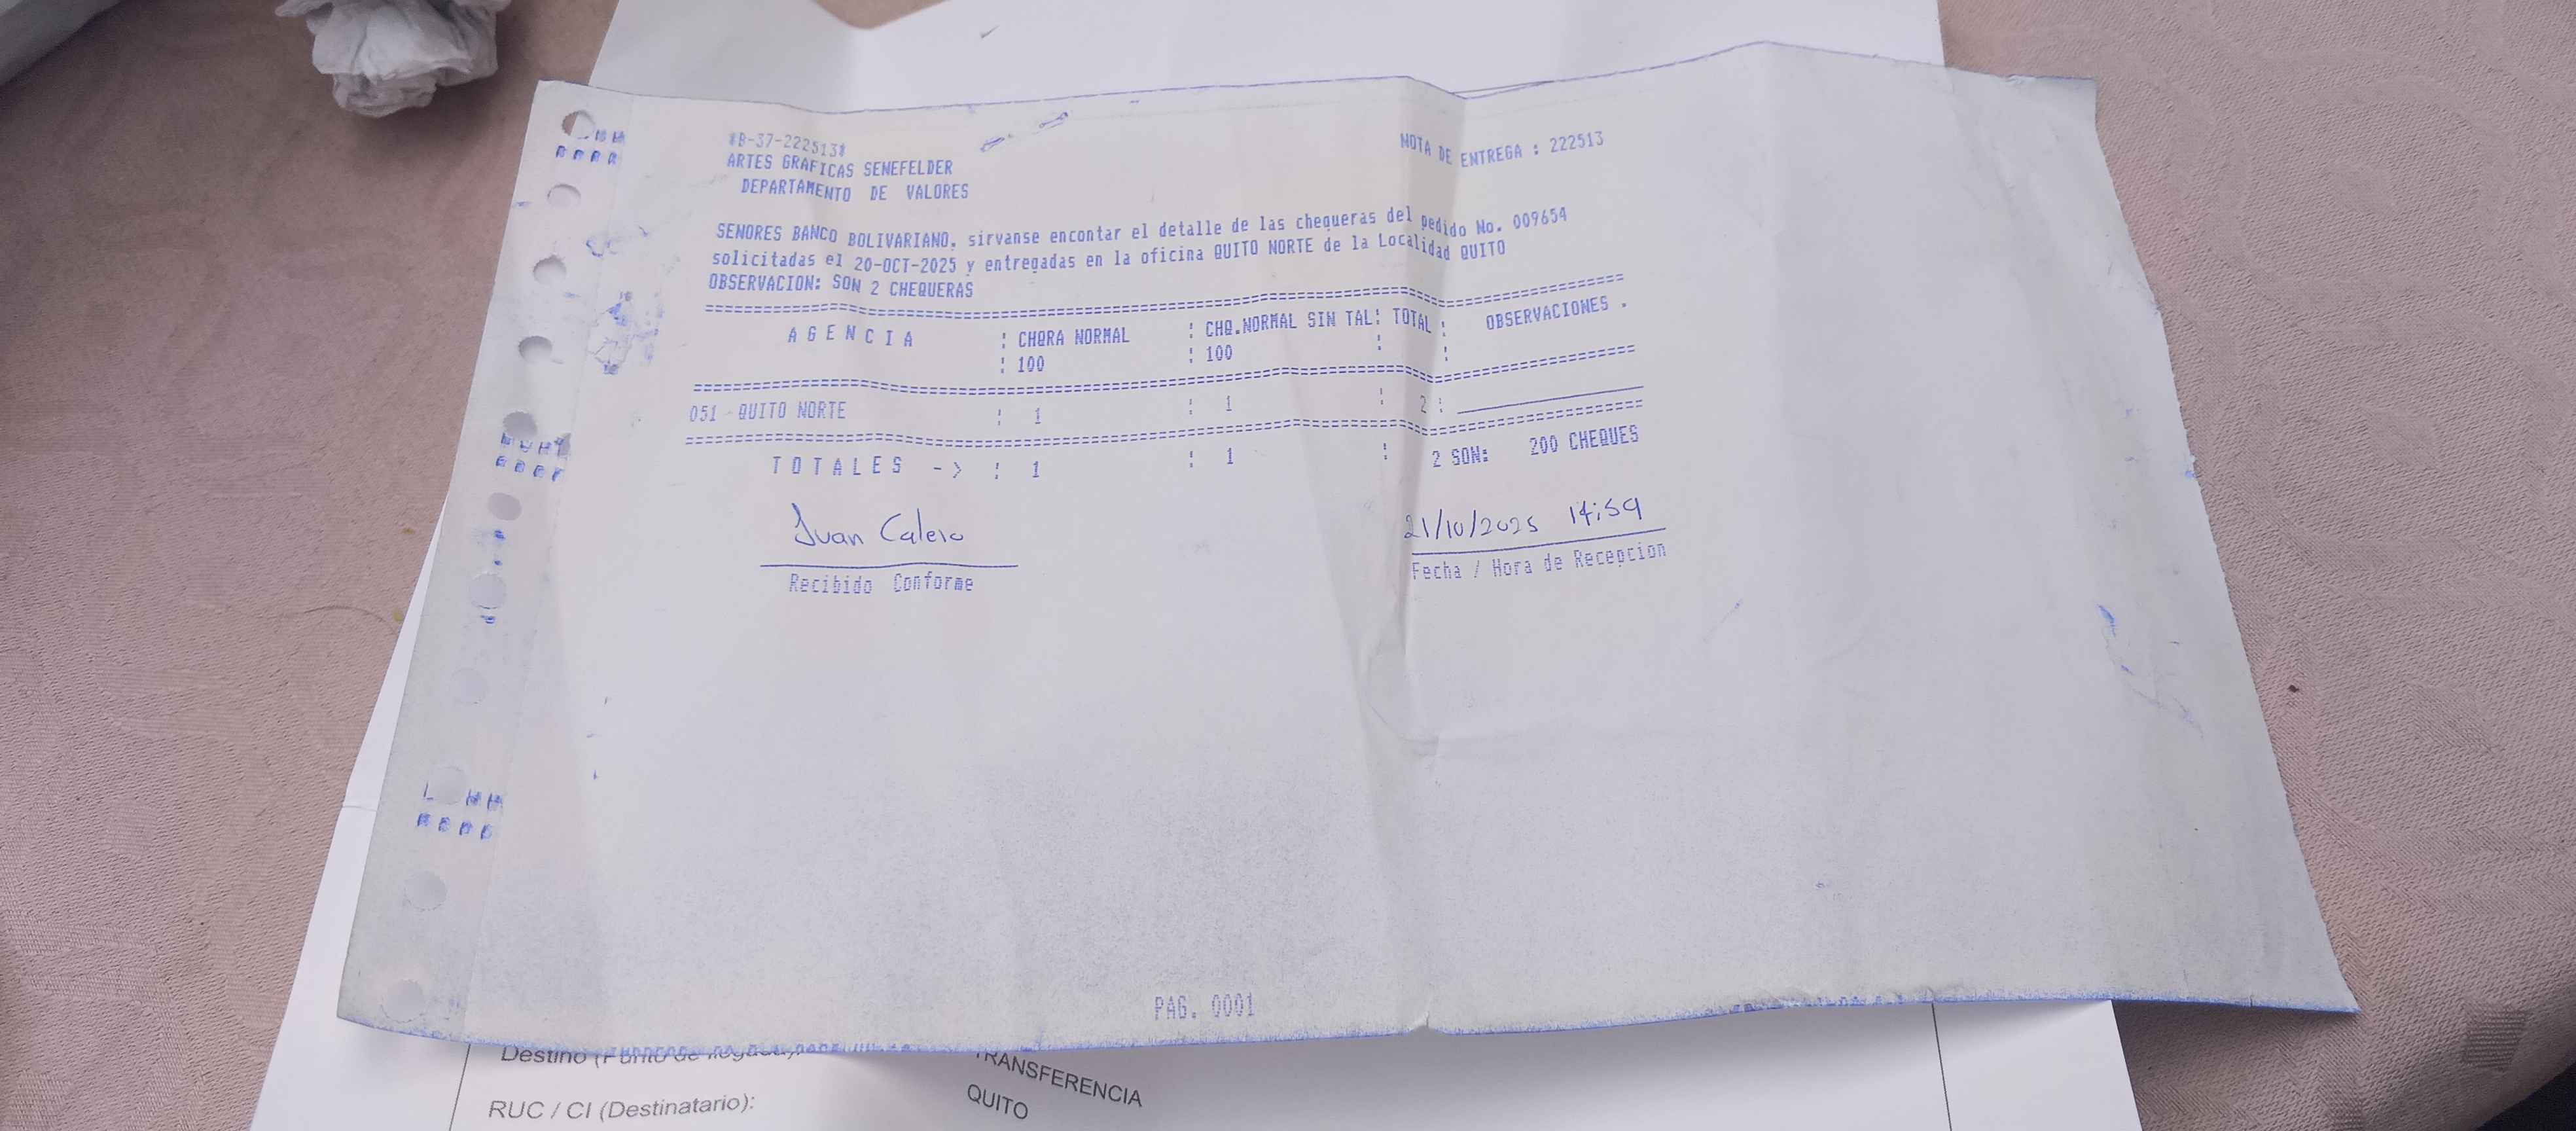 *B-37-222513*
NOTA DE ENTREGA : 222513
ARTES GRAFICAS SENEFELDER
DEPARTAMENTO DE VALORES
SENORES BANCO BOLIVARIANO, sirvanse encontar el detalle de las chequeras del pedido No. 009654
solicitadas el 20-OCT-2025 y entregadas en la oficina QUITO NORTE de la Localidad QUITO
OBSERVACION: SON 2 CHEQUERAS
A G E N C I A : CHQRA NORMAL : CHQ.NORMAL SIN TAL: TOTAL : OBSERVACIONES .
: 100 : 100 : :
051 - QUITO NORTE : 1 : 1 : 2 :
T O T A L E S -> : 1 : 1 : 2 SON: 200 CHEQUES
Juan Calero
21/10/2025 14:59
Recibido Conforme
Fecha / Hora de Recepcion
PAG. 0001
Destino
TRANSFERENCIA
RUC / CI (Destinatario):
QUITO